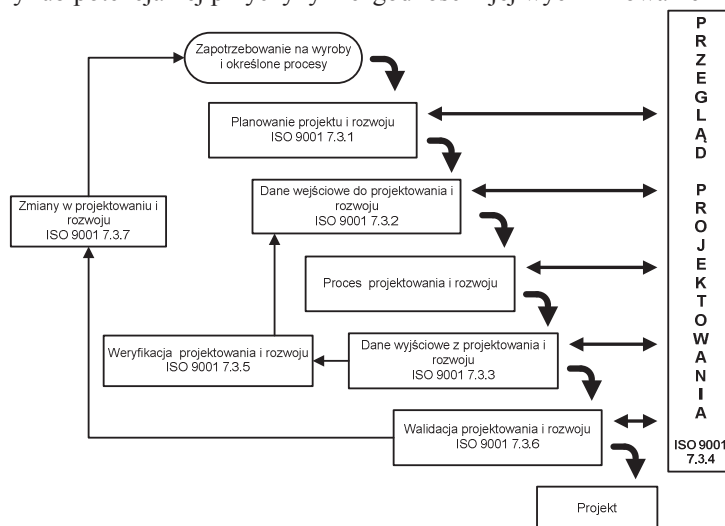 Zapotrzebowanie na wyroby
i określone procesy
Planowanie projektu i rozwoju
ISO 9001 7.3.1
Dane wejściowe do projektowania i
rozwoju
ISO 9001 7.3.2
Zmiany w projektowaniu i
rozwoju
ISO 9001 7.3.7
Proces projektowania i rozwoju
Weryfikacja projektowania i rozwoju
ISO 9001 7.3.5
Dane wyjściowe z projektowania i
rozwoju
ISO 9001 7.3.3
Walidacja projektowania i rozwoju
ISO 9001 7.3.6
Projekt
PRZEGLĄD PROJEKTOWANIA
ISO 9001
7.3.4